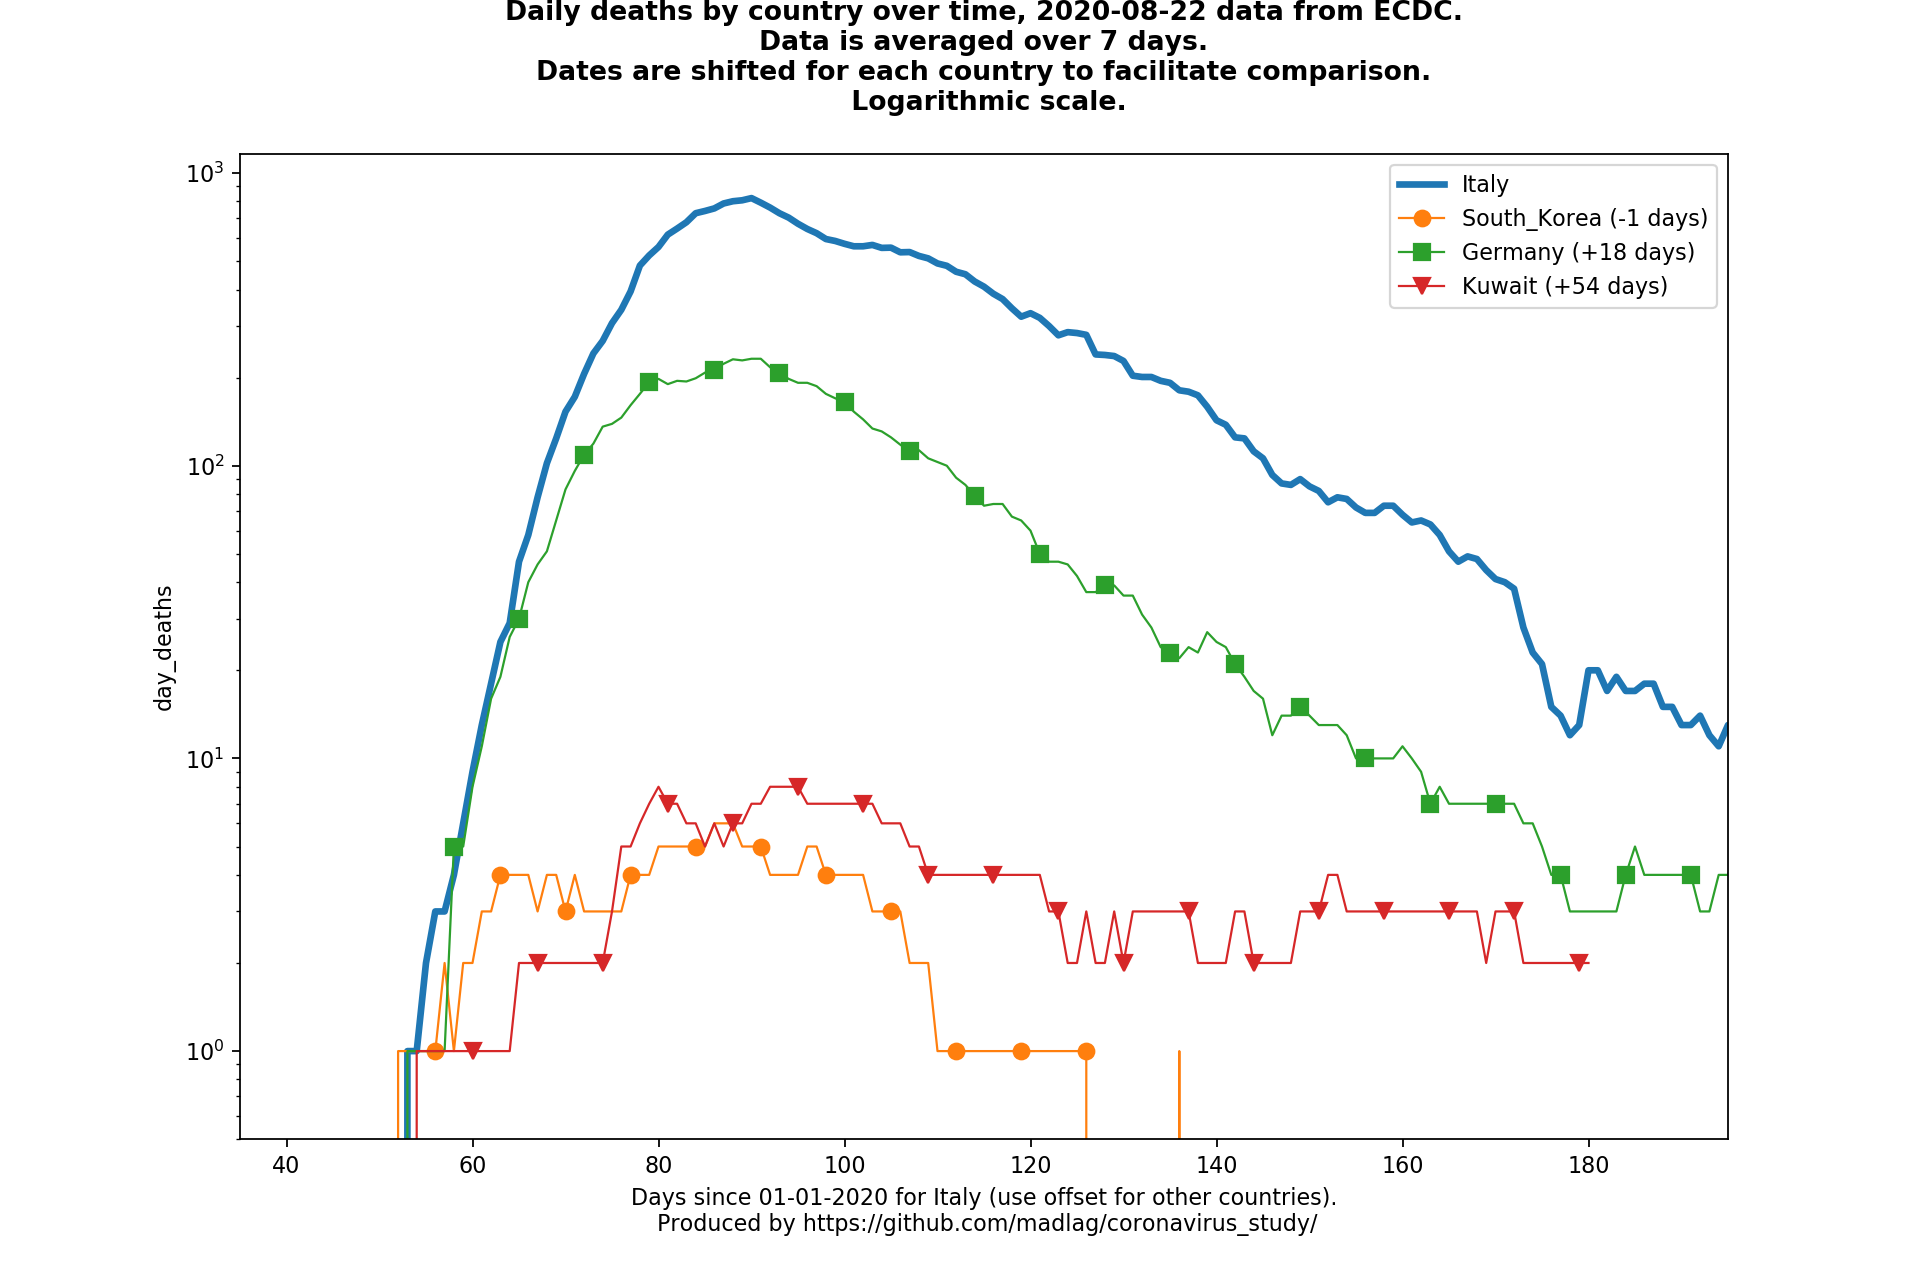 Daily deaths by country over time, 2020-08-22 data from ECDC.
Data is averaged over 7 days.
Dates are shifted for each country to facilitate comparison.
Logarithmic scale.
10³
10²
10¹
10⁰
day_deaths
Italy
South_Korea (-1 days)
Germany (+18 days)
Kuwait (+54 days)
40 60 80 100 120 140 160 180
Days since 01-01-2020 for Italy (use offset for other countries).
Produced by https://github.com/madlag/coronavirus_study/